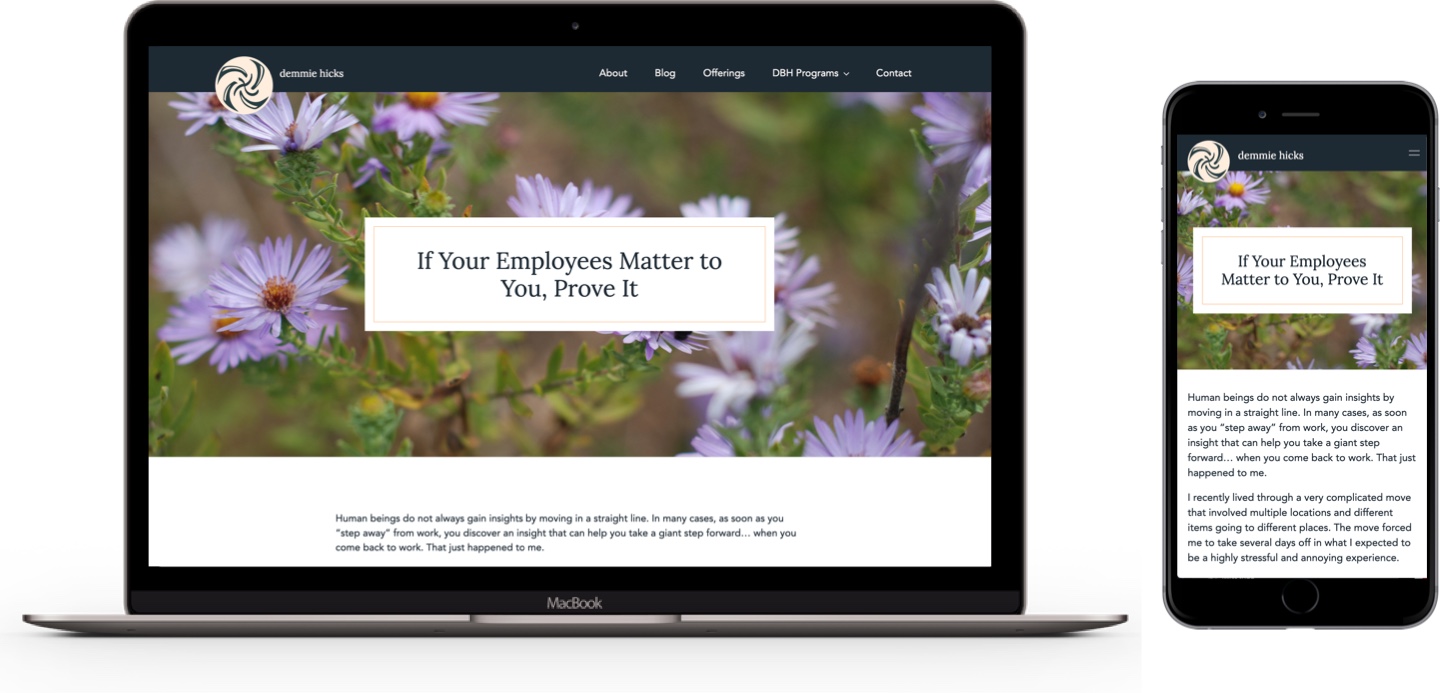 demmie hicks
About
Blog
Offerings
DBH Programs
Contact
If Your Employees Matter to
You, Prove It
Human beings do not always gain insights by moving in a straight line. In many cases, as soon as you
“step away” from work, you discover an insight that can help you take a giant step forward… when you
come back to work. That just happened to me.
MacBook
demmie hicks
If Your Employees
Matter to You, Prove It
Human beings do not always gain insights by
moving in a straight line. In many cases, as soon
as you “step away” from work, you discover an
insight that can help you take a giant step
forward… when you come back to work. That just
happened to me.
I recently lived through a very complicated move
that involved multiple locations and different
items going to different places. The move forced
me to take several days off in what I expected to
be a highly stressful and annoying experience.